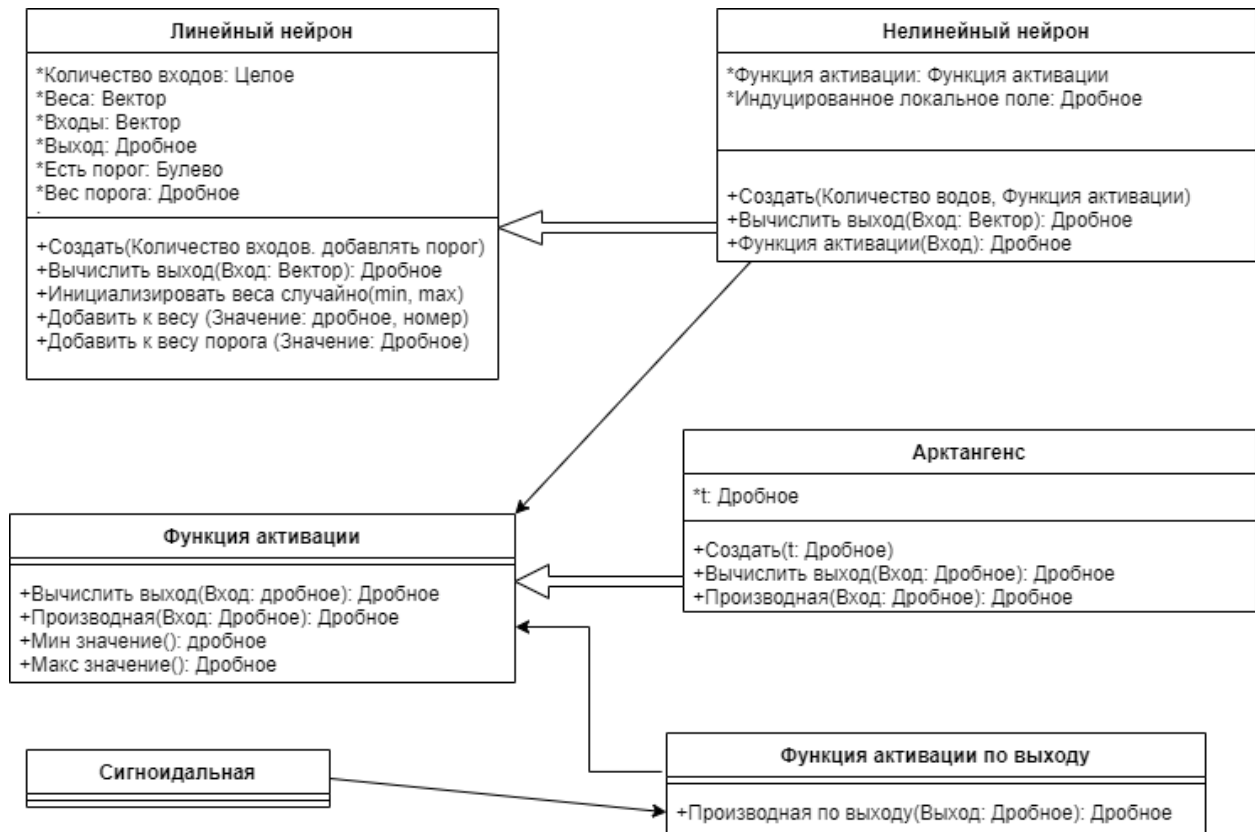 Линейный нейрон
*Количество входов: Целое
*Веса: Вектор
*Входы: Вектор
*Выход: Дробное
*Есть порог: Булево
*Вес порога: Дробное
+Создать(Количество входов. добавлять порог)
+Вычислить выход(Вход: Вектор): Дробное
+Инициализировать веса случайно(min, max)
+Добавить к весу (Значение: дробное, номер)
+Добавить к весу порога (Значение: Дробное)
Нелинейный нейрон
*Функция активации: Функция активации
*Индуцированное локальное поле: Дробное
+Создать(Количество водов, Функция активации)
+Вычислить выход(Вход: Вектор): Дробное
+Функция активации(Вход): Дробное
Арктангенс
*t: Дробное
+Создать(t: Дробное)
+Вычислить выход(Вход: Дробное): Дробное
+Производная(Вход: Дробное): Дробное
Функция активации
+Вычислить выход(Вход: дробное): Дробное
+Производная(Вход: Дробное): Дробное
+Мин значение(): дробное
+Макс значение(): Дробное
Сигноидальная
Функция активации по выходу
+Производная по выходу(Выход: Дробное): Дробное